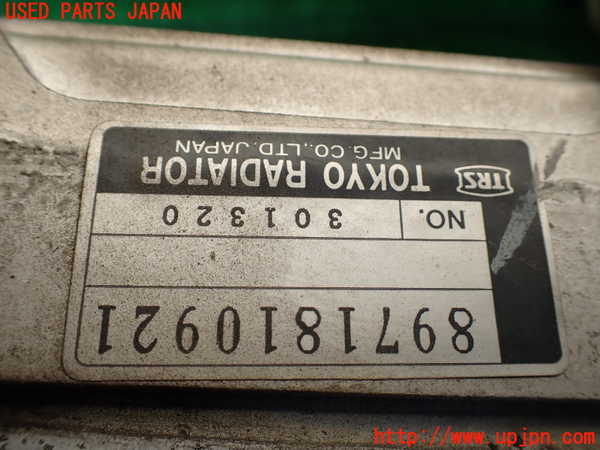 USED PARTS JAPAN
8971810921
NO. 301320
TRS TOKYO RADIATOR
MFG.CO.,LTD.JAPAN
http://www.upjpn.com/